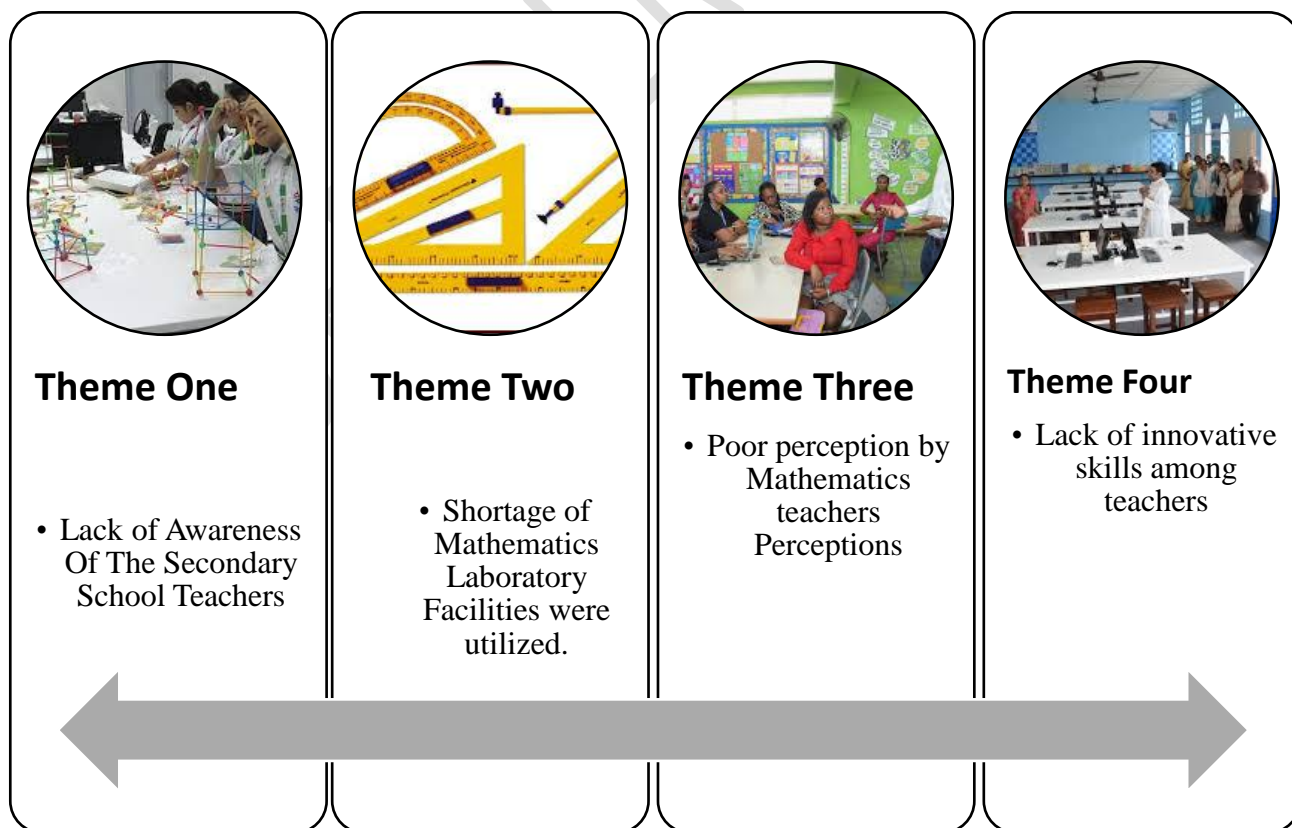 Theme One
• Lack of Awareness
Of The Secondary
School Teachers
Theme Two
• Shortage of
Mathematics
Laboratory
Facilities were
utilized.
Theme Three
• Poor perception by
Mathematics
teachers
Perceptions
Theme Four
• Lack of innovative
skills among
teachers